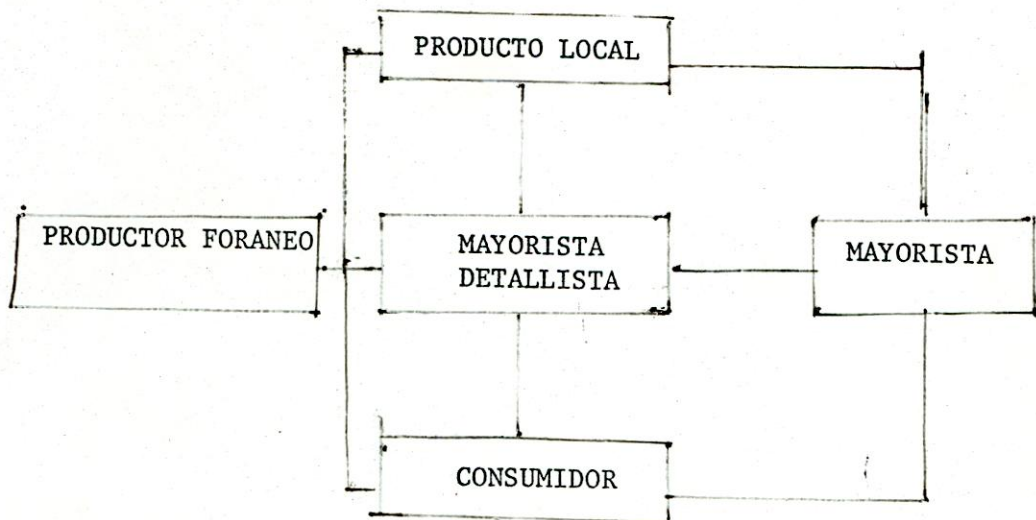 PRODUCTO LOCAL
PRODUCTOR FORANEO
MAYORISTA
DETALLISTA
MAYORISTA
CONSUMIDOR